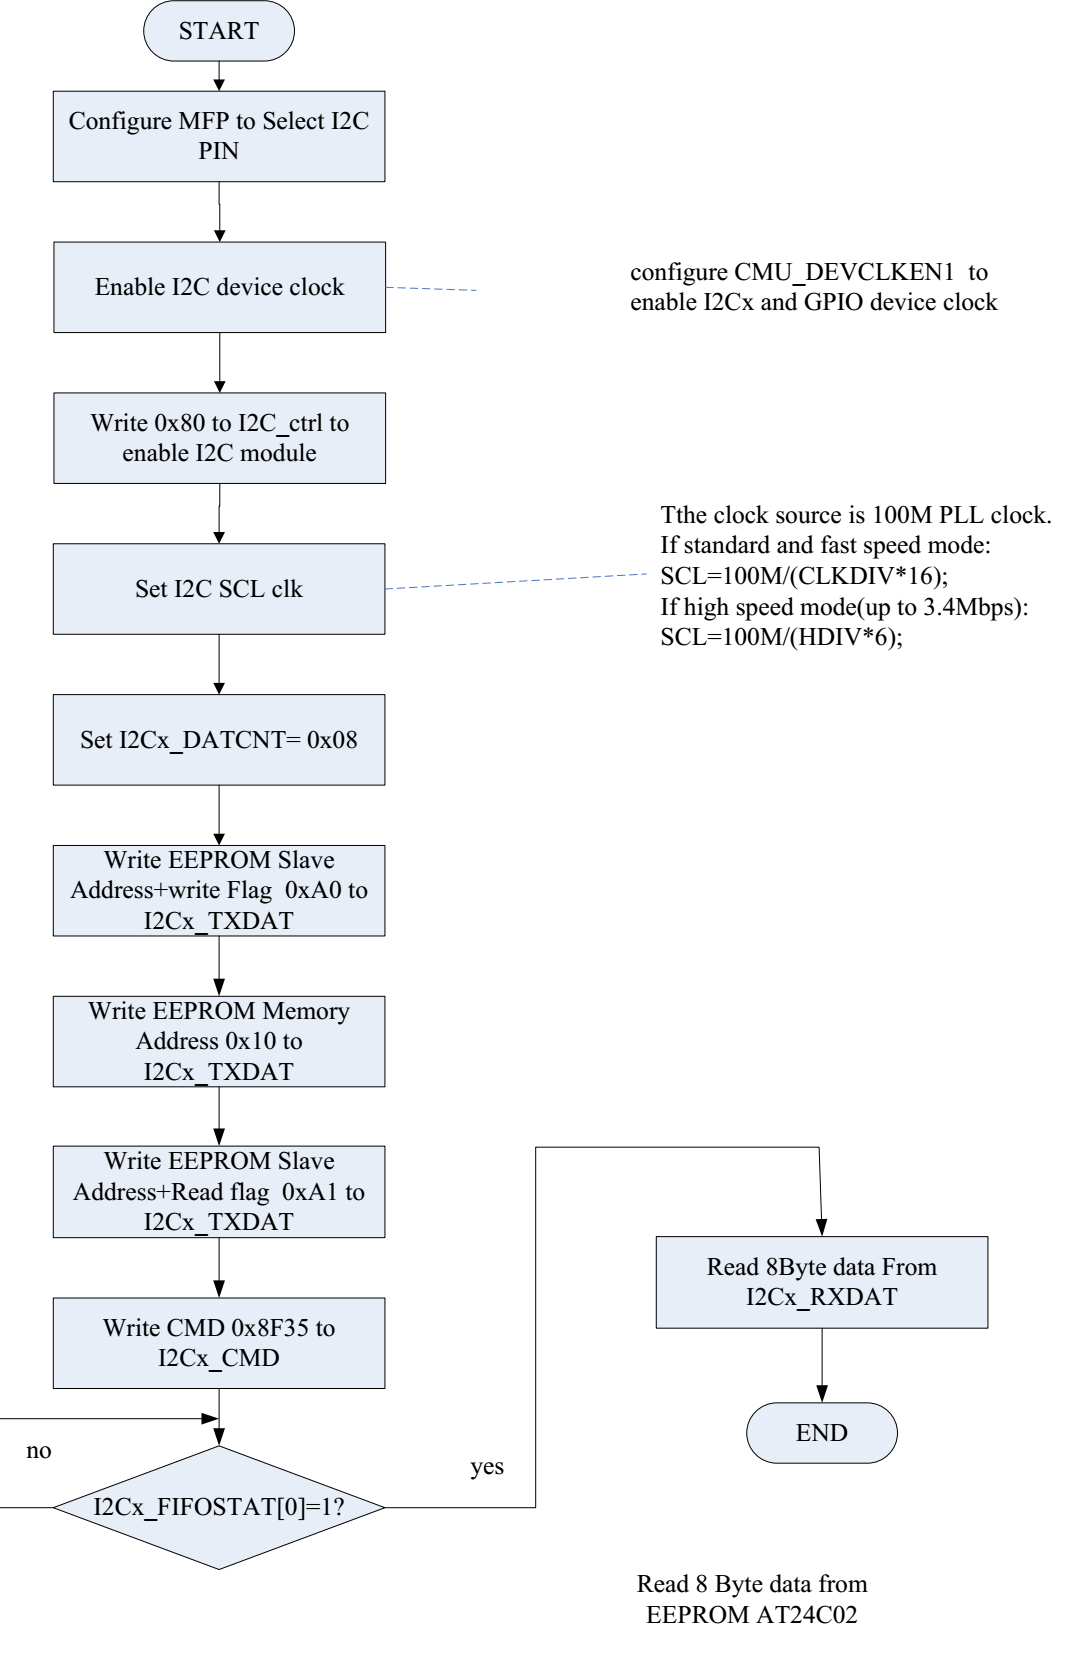 START
Configure MFP to Select I2C
PIN
Enable I2C device clock
configure CMU_DEVCLKEN1  to
enable I2Cx and GPIO device clock
Write 0x80 to I2C_ctrl to
enable I2C module
Set I2C SCL clk
Tthe clock source is 100M PLL clock.
If standard and fast speed mode:
SCL=100M/(CLKDIV*16);
If high speed mode(up to 3.4Mbps):
SCL=100M/(HDIV*6);
Set I2Cx_DATCNT= 0x08
Write EEPROM Slave
Address+write Flag  0xA0 to
I2Cx_TXDAT
Write EEPROM Memory
Address 0x10 to
I2Cx_TXDAT
Write EEPROM Slave
Address+Read flag  0xA1 to
I2Cx_TXDAT
Write CMD 0x8F35 to
I2Cx_CMD
no
I2Cx_FIFOSTAT[0]=1?
yes
Read 8Byte data From
I2Cx_RXDAT
END
Read 8 Byte data from
EEPROM AT24C02